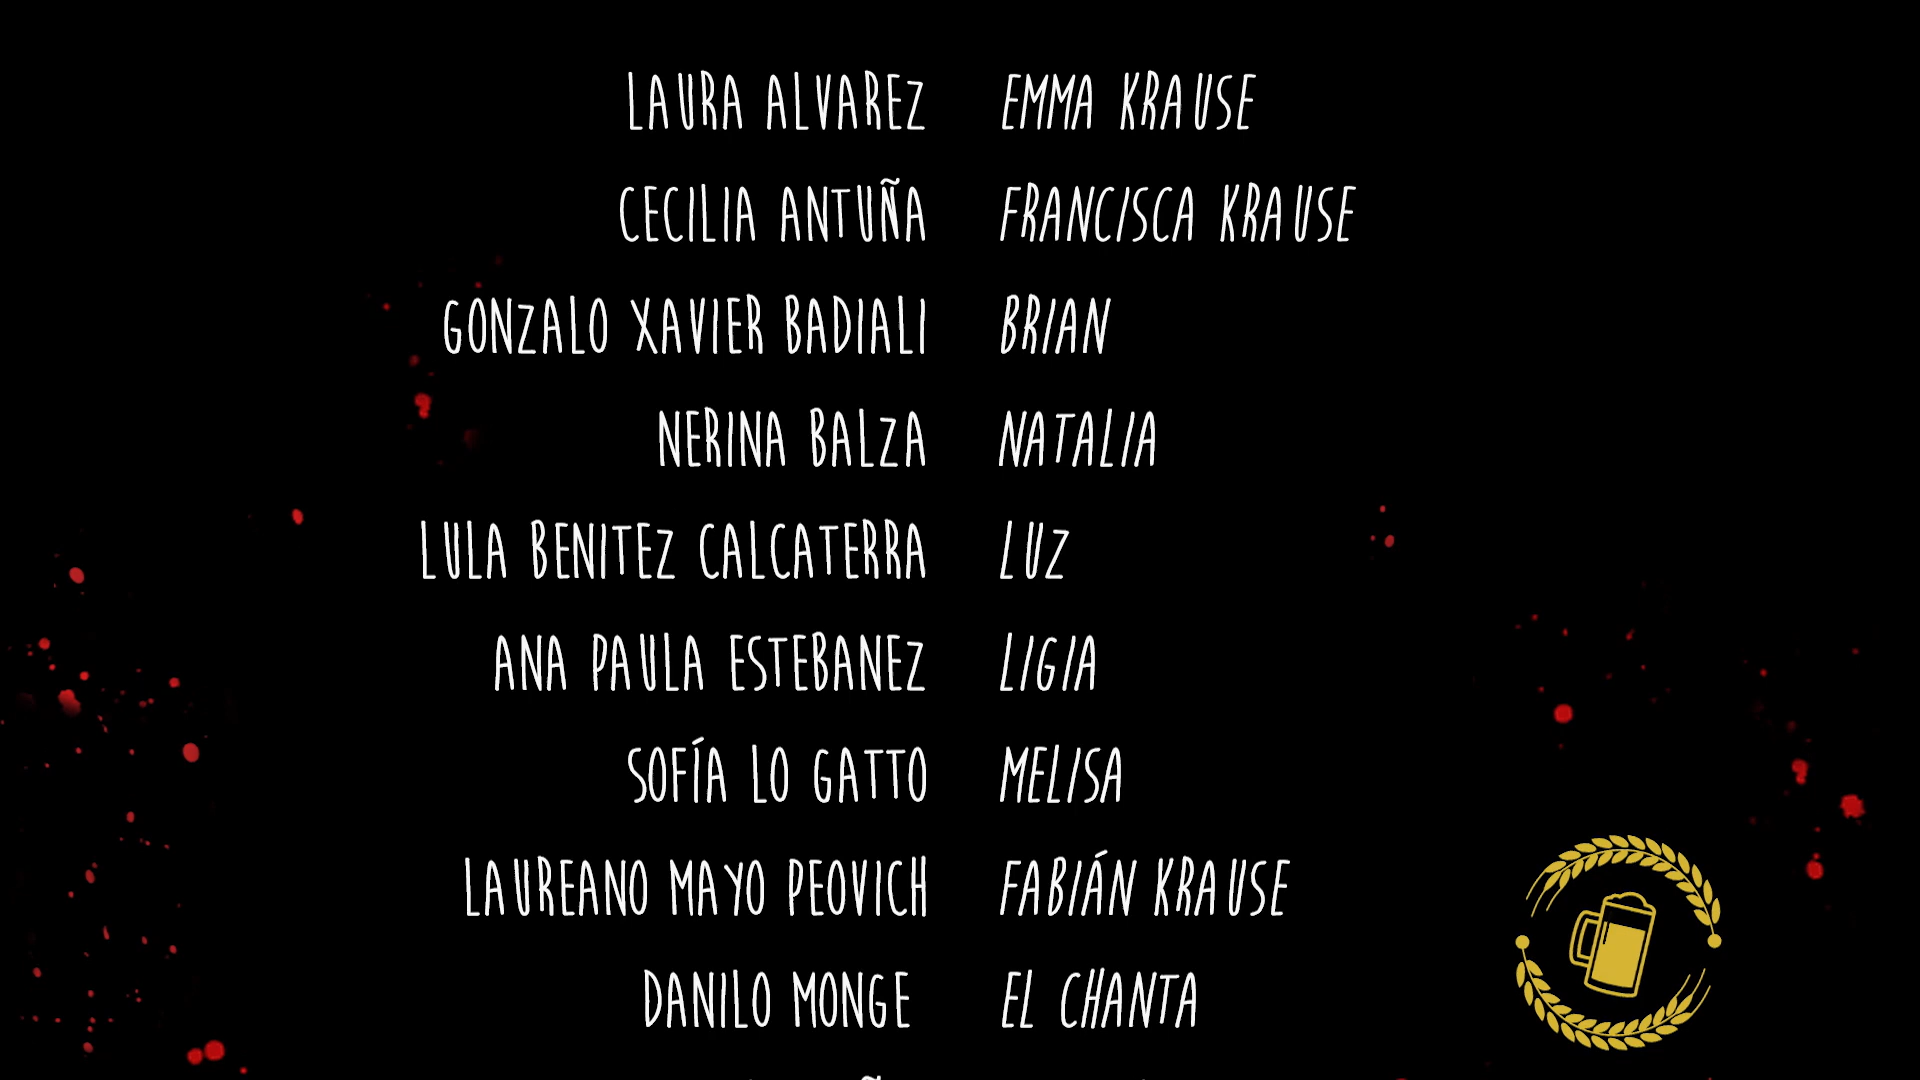 LAURA ALVAREZ EMMA KRAUSE
CECILIA ANTUÑA FRANCISCA KRAUSE
GONZALO XAVIER BADIALI BRIAN
NERINA BALZA NATALIA
LULA BENITEZ CALCATERRA LUZ
ANA PAULA ESTEBANEZ LIGIA
SOFÍA LO GATTO MELISA
LAUREANO MAYO PEOVICH FABIÁN KRAUSE
DANILO MONGE EL CHANTA